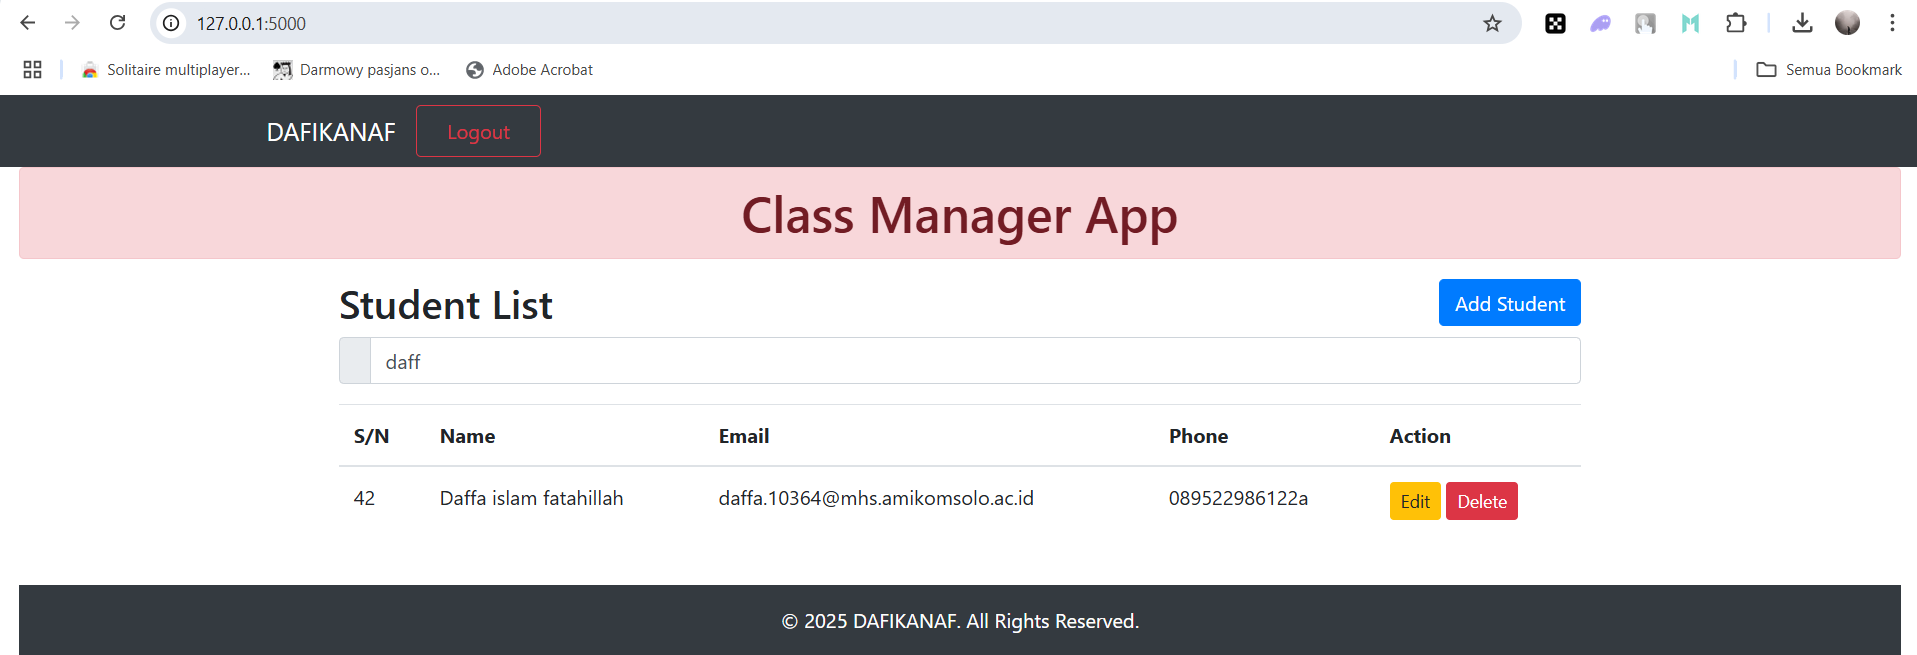 127.0.0.1:5000
Solitaire multiplayer... Darmowy pasjans o... Adobe Acrobat Semua Bookmark
DAFIKANAF Logout
Class Manager App
Student List Add Student
daff
S/N Name Email Phone Action
42 Daffa islam fatahillah daffa.10364@mhs.amikomsolo.ac.id 089522986122a Edit Delete
© 2025 DAFIKANAF. All Rights Reserved.